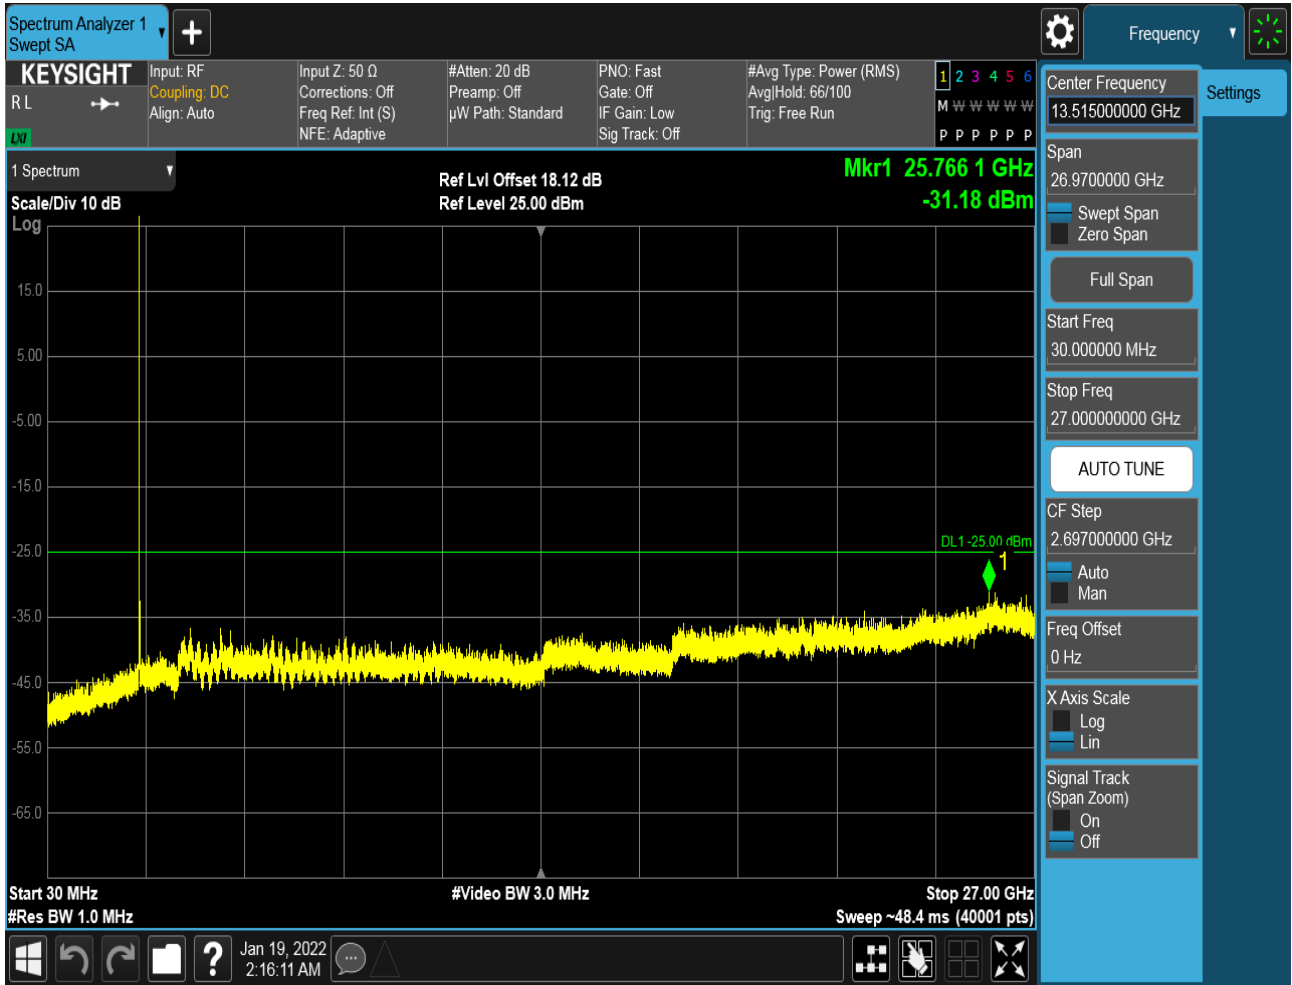 Spectrum Analyzer 1
Swept SA
Frequency
KEYSIGHT
R L
LXI
Input: RF
Coupling: DC
Align: Auto
Input Z: 50 Ω
Corrections: Off
Freq Ref: Int (S)
NFE: Adaptive
#Atten: 20 dB
Preamp: Off
µW Path: Standard
PNO: Fast
Gate: Off
IF Gain: Low
Sig Track: Off
#Avg Type: Power (RMS)
Avg|Hold: 66/100
Trig: Free Run
1 2 3 4 5 6
M W W W W W
P P P P P P
1 Spectrum
Scale/Div 10 dB
Log
Ref Lvl Offset 18.12 dB
Ref Level 25.00 dBm
Mkr1 25.766 1 GHz
-31.18 dBm
15.0
5.00
-5.00
-15.0
-25.0
-35.0
-45.0
-55.0
-65.0
DL1 -25.00 dBm
1
Start 30 MHz
#Res BW 1.0 MHz
#Video BW 3.0 MHz
Stop 27.00 GHz
Sweep ~48.4 ms (40001 pts)
Jan 19, 2022
2:16:11 AM
Center Frequency
13.515000000 GHz
Span
26.9700000 GHz
Swept Span
Zero Span
Full Span
Start Freq
30.000000 MHz
Stop Freq
27.000000000 GHz
AUTO TUNE
CF Step
2.697000000 GHz
Auto
Man
Freq Offset
0 Hz
X Axis Scale
Log
Lin
Signal Track
(Span Zoom)
On
Off
Settings